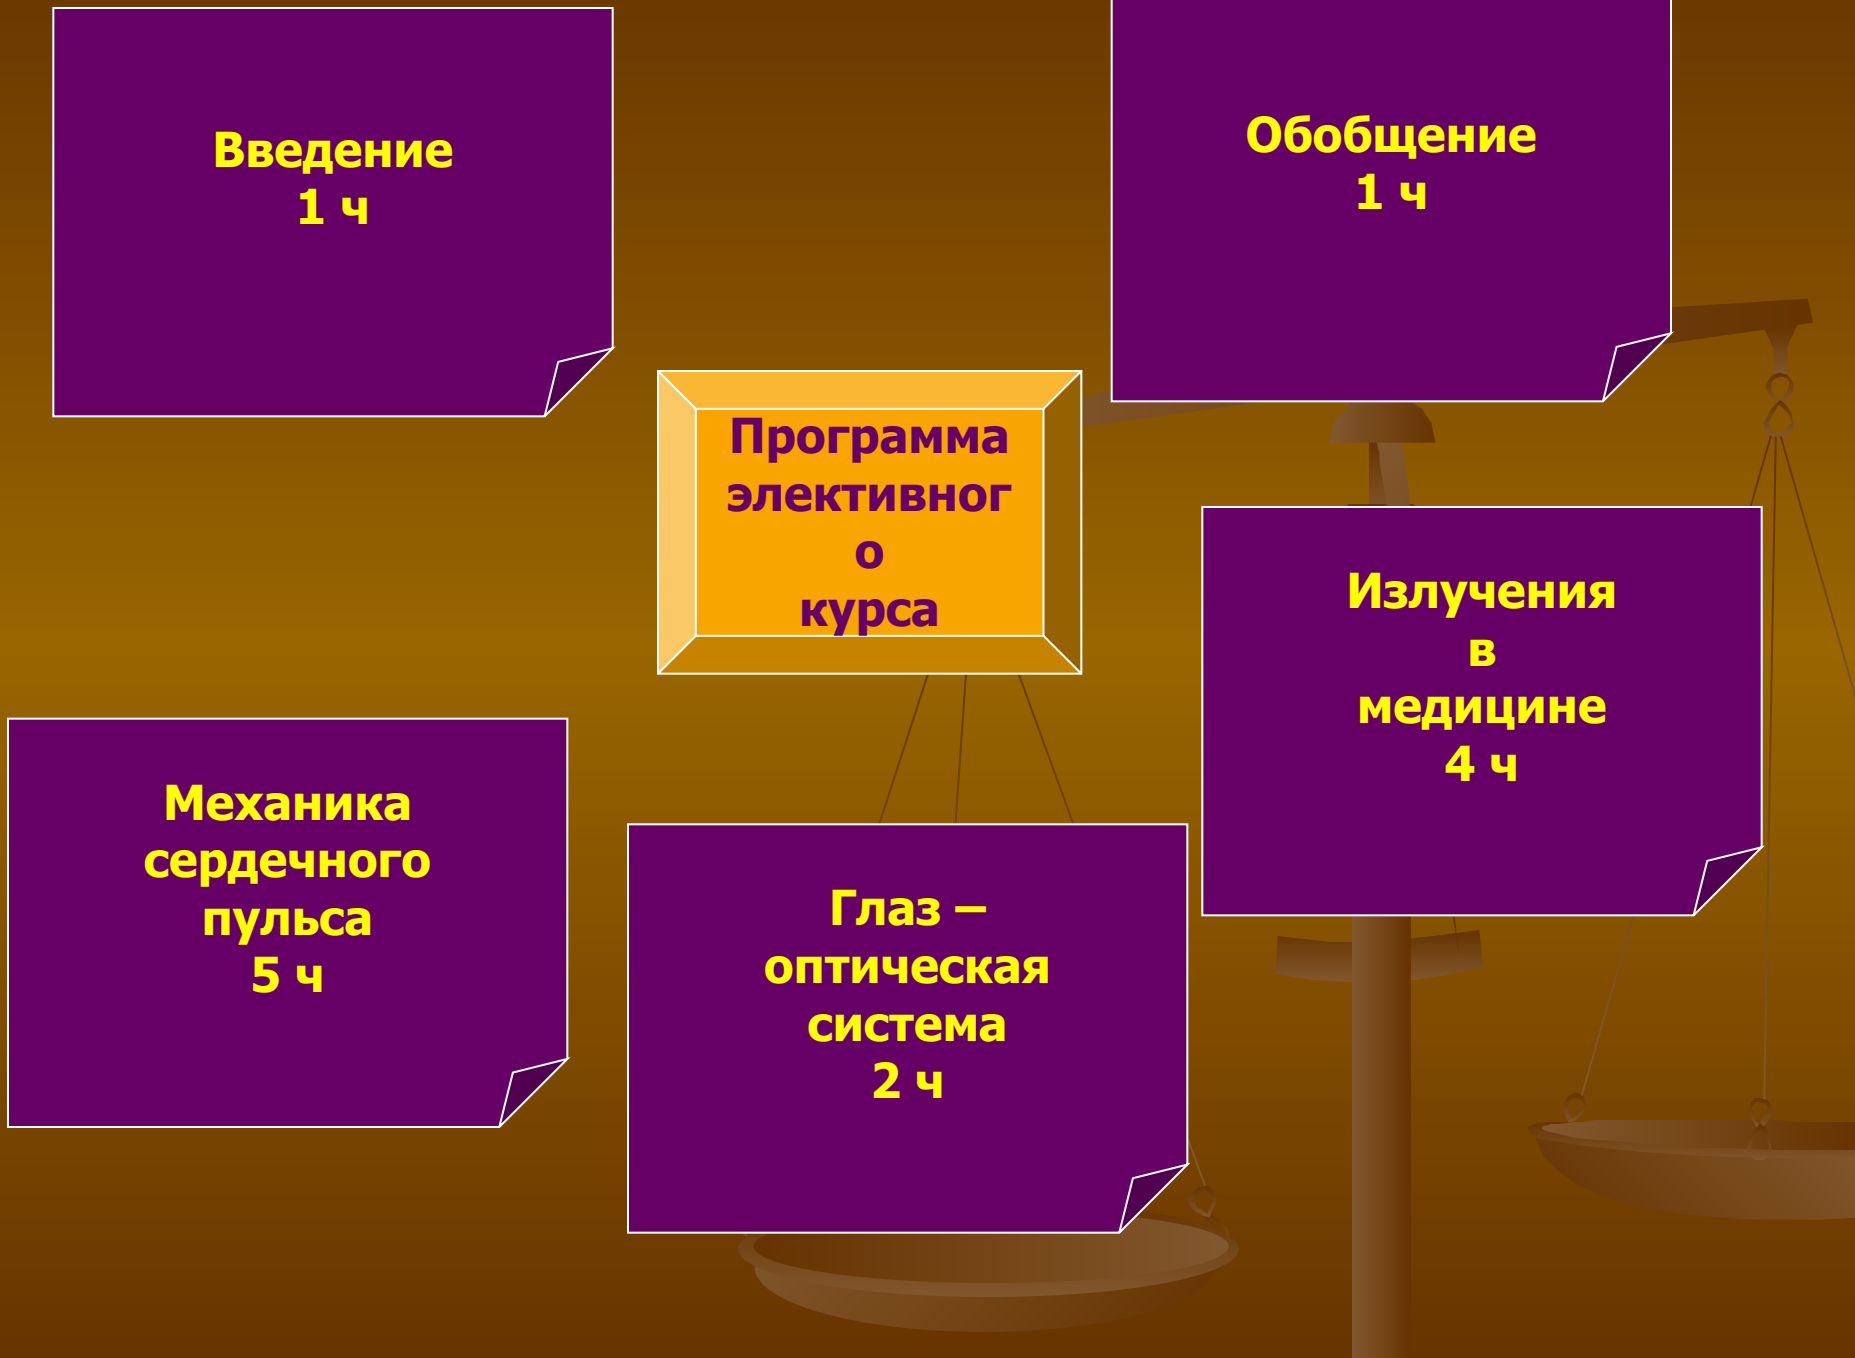 Введение
1 ч
Обобщение
1 ч
Программа
элективног
о
курса
Излучения
в
медицине
4 ч
Механика
сердечного
пульса
5 ч
Глаз –
оптическая
система
2 ч